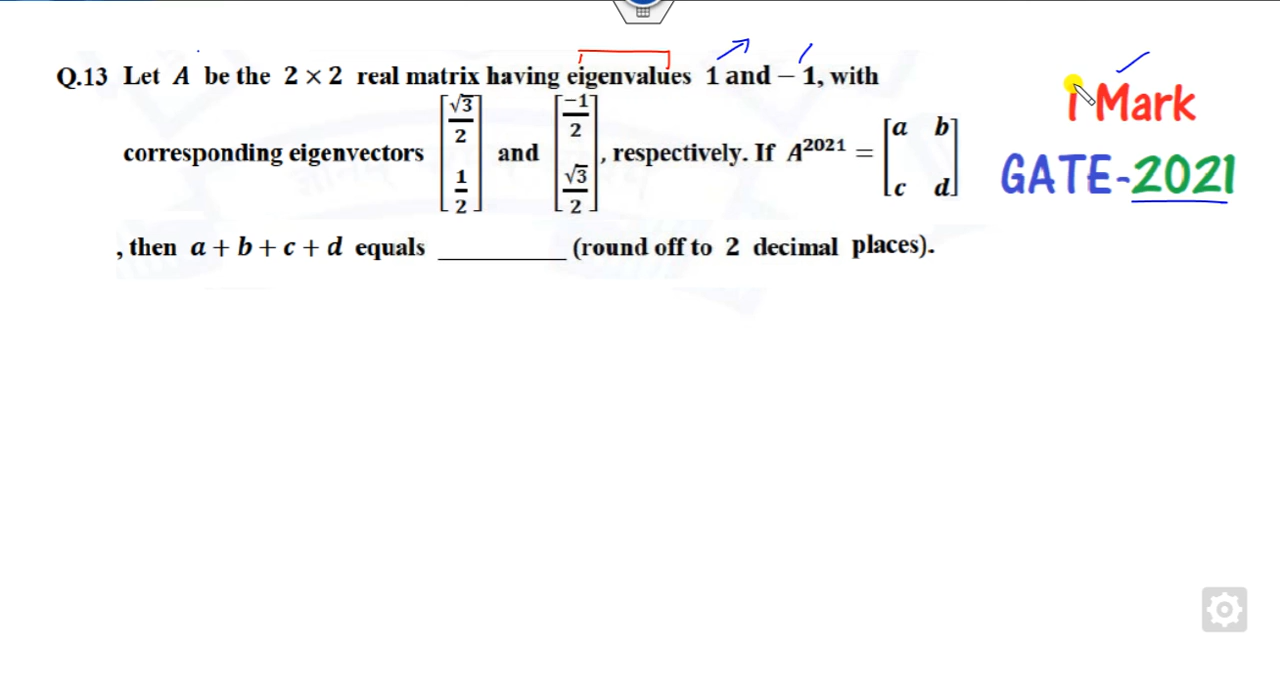 Q.13 Let A be the 2 × 2 real matrix having eigenvalues 1 and – 1, with
corresponding eigenvectors [√3/2 1/2] and [−1/2 √3/2], respectively. If A^2021 = [a b c d]
, then a + b + c + d equals ________ (round off to 2 decimal places).
1 Mark
GATE-2021